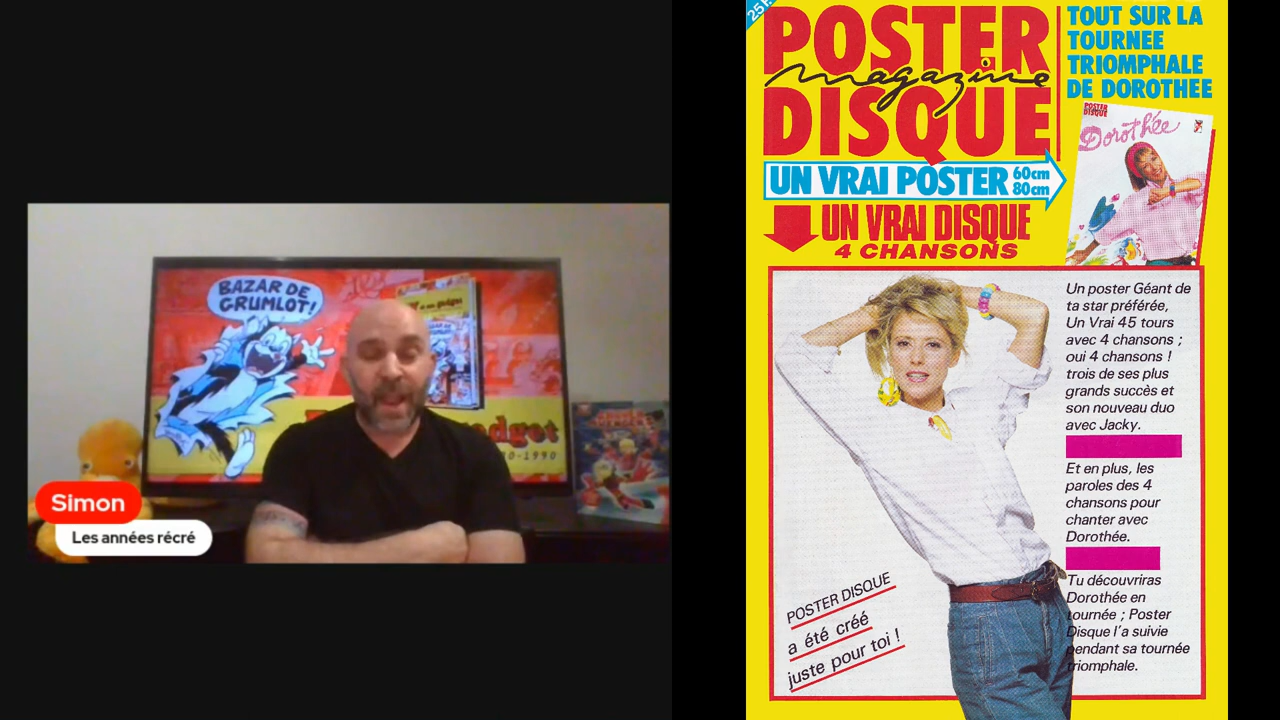 BAZAR DE
GRUMLOT!
adget
0-1990
Simon
Les années récré
25 F.
POSTER
magazine
DISQUE
UN VRAI POSTER 60cm
80cm
UN VRAI DISQUE
4 CHANSONS
TOUT SUR LA
TOURNEE
TRIOMPHALE
DE DOROTHEE
POSTER
DISQUE
Dorothée
Un poster Géant de
ta star préférée,
Un Vrai 45 tours
avec 4 chansons ;
oui 4 chansons !
trois de ses plus
grands succès et
son nouveau duo
avec Jacky.
Et en plus, les
paroles des 4
chansons pour
chanter avec
Dorothée.
Tu découvriras
Dorothée en
tournée ; Poster
Disque l'a suivie
pendant sa tournée
triomphale.
POSTER DISQUE
a été créé
juste pour toi !